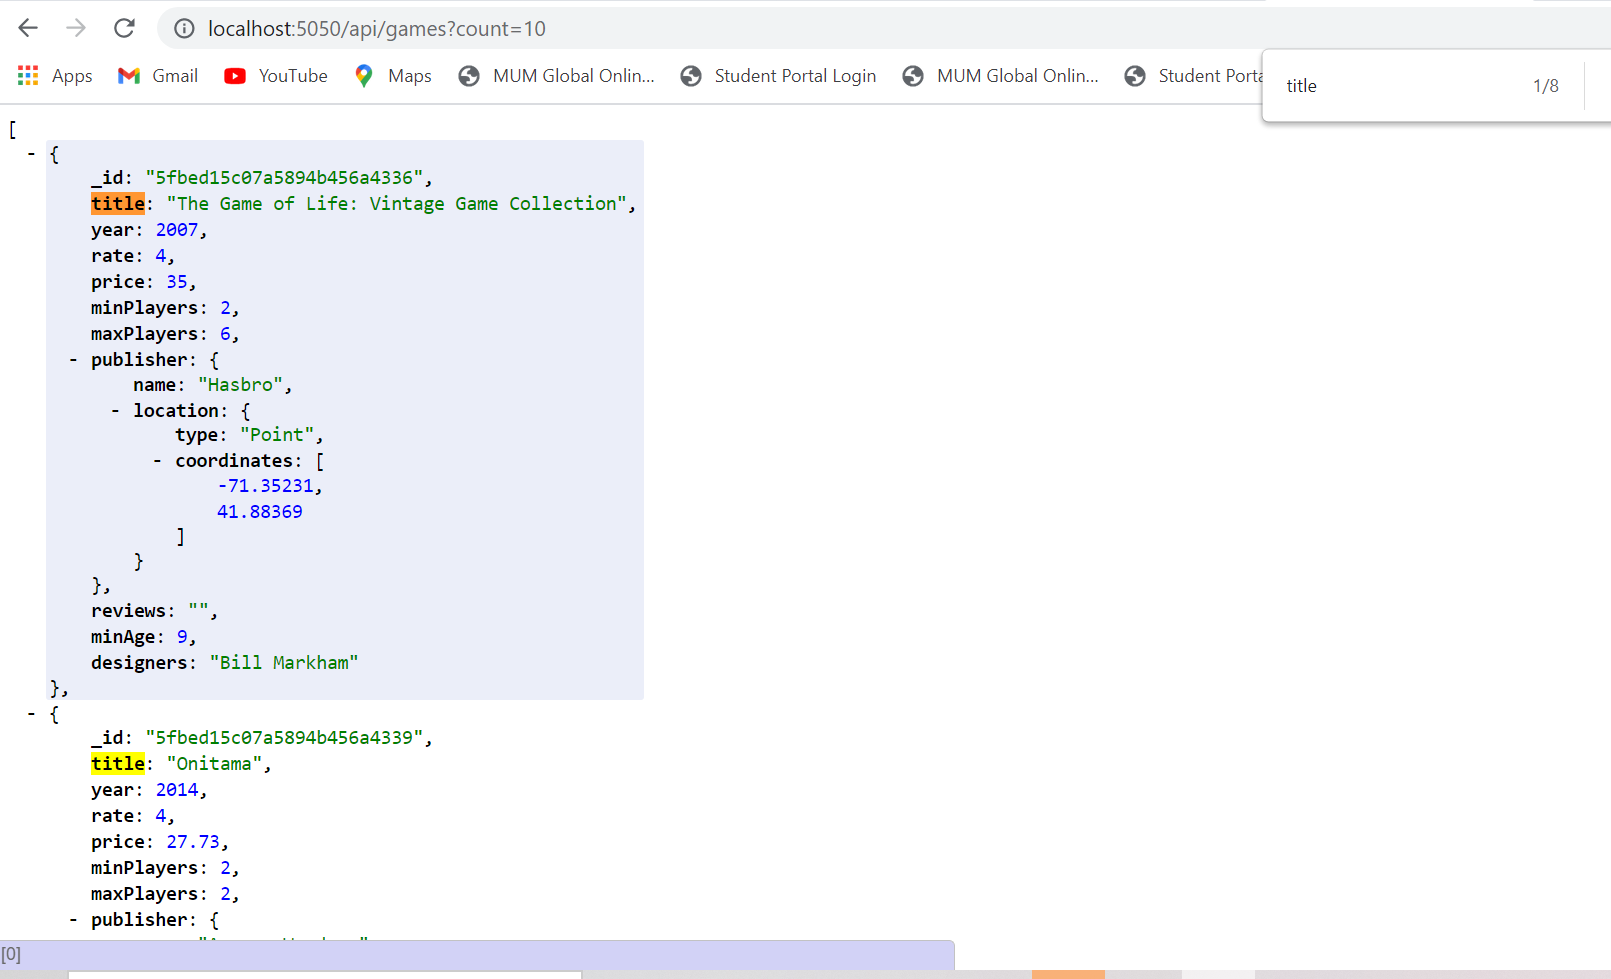 localhost:5050/api/games?count=10
Apps Gmail YouTube Maps MUM Global Onlin... Student Portal Login MUM Global Onlin... Student Porta
title 1/8
[
- {
_id: "5fbed15c07a5894b456a4336",
title: "The Game of Life: Vintage Game Collection",
year: 2007,
rate: 4,
price: 35,
minPlayers: 2,
maxPlayers: 6,
- publisher: {
name: "Hasbro",
- location: {
type: "Point",
- coordinates: [
-71.35231,
41.88369
]
}
},
reviews: "",
minAge: 9,
designers: "Bill Markham"
},
- {
_id: "5fbed15c07a5894b456a4339",
title: "Onitama",
year: 2014,
rate: 4,
price: 27.73,
minPlayers: 2,
maxPlayers: 2,
- publisher: {
[0]